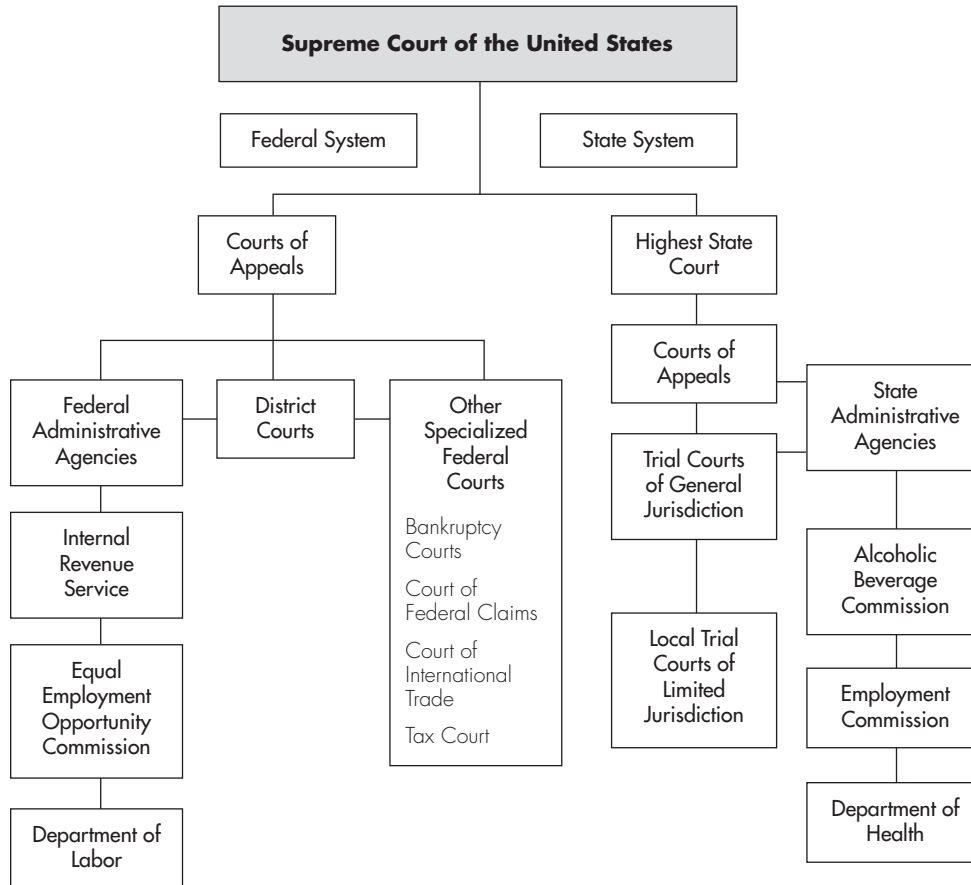 Supreme Court of the United States
Federal System
State System
Courts of
Appeals
Highest State
Court
Courts of
Appeals
Federal
Administrative
Agencies
District
Courts
Other
Specialized
Federal
Courts
Bankruptcy
Courts
Court of
Federal Claims
Court of
International
Trade
Tax Court
State
Administrative
Agencies
Trial Courts
of General
Jurisdiction
Internal
Revenue
Service
Alcoholic
Beverage
Commission
Local Trial
Courts of
Limited
Jurisdiction
Equal
Employment
Opportunity
Commission
Employment
Commission
Department of
Labor
Department of
Health